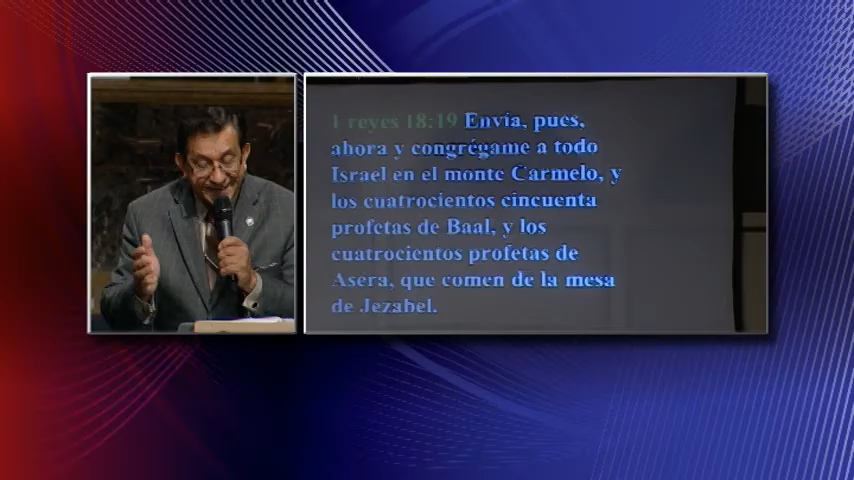 1 reyes 18:19 Envía, pues,
ahora y congrégame a todo
Israel en el monte Carmelo, y
los cuatrocientos cincuenta
profetas de Baal, y los
cuatrocientos profetas de
Asera, que comen de la mesa
de Jezabel.